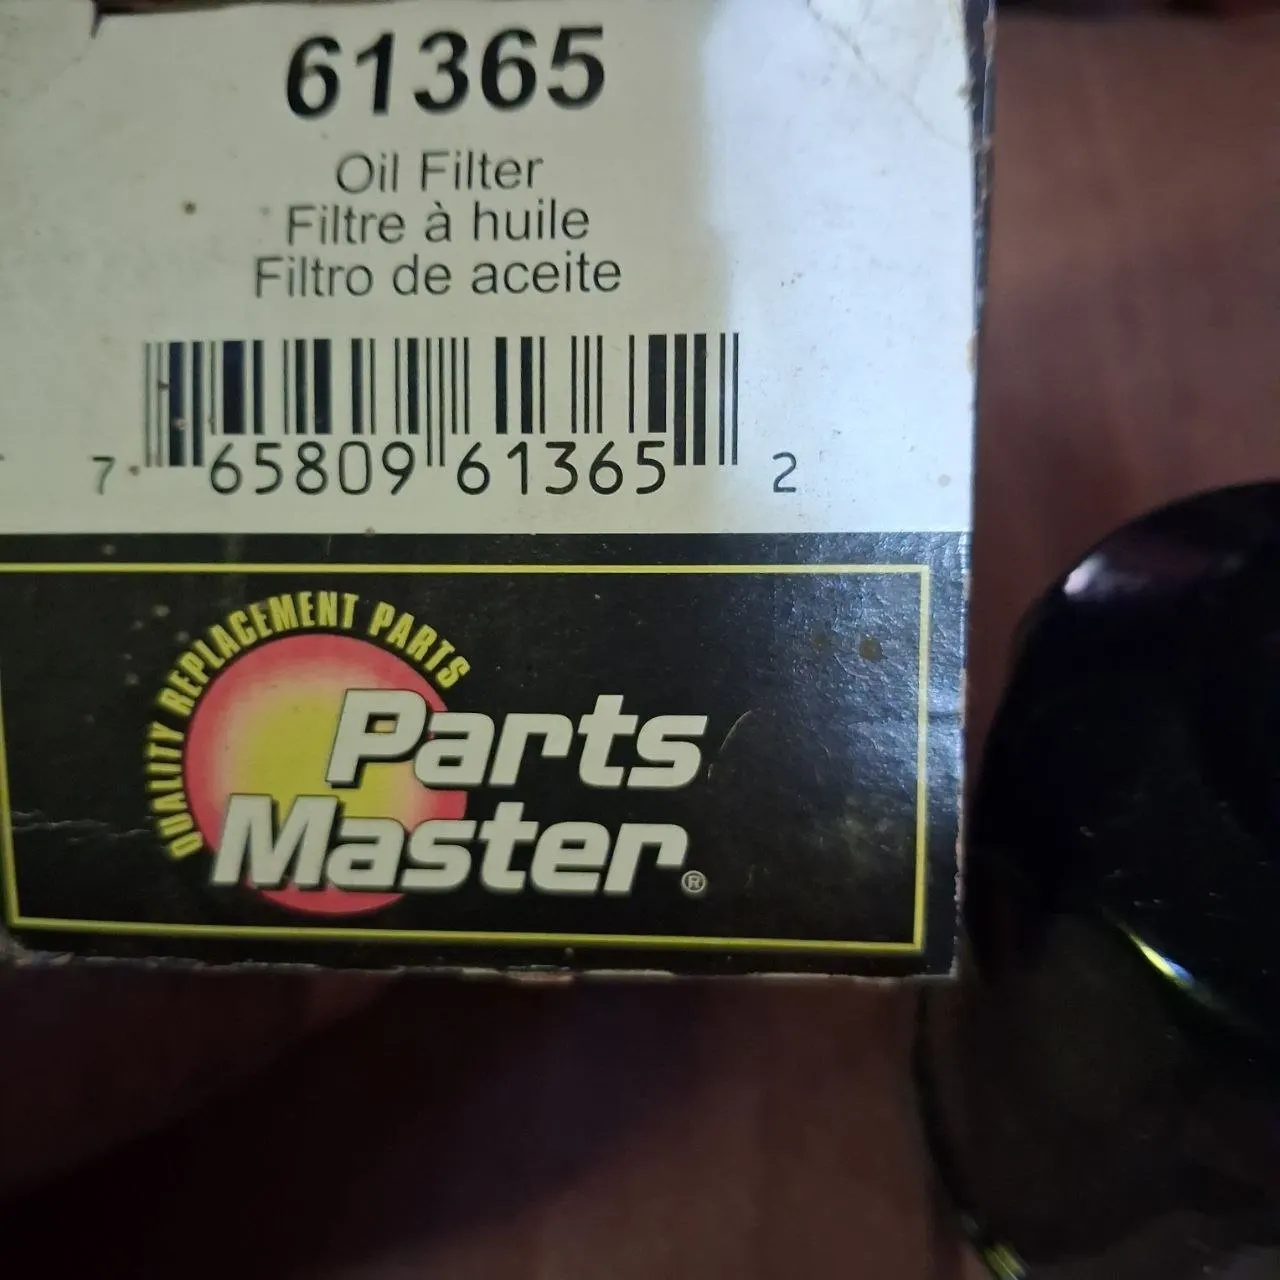 61365
Oil Filter
Filtre à huile
Filtro de aceite
7 65809 61365 2
QUALITY REPLACEMENT PARTS
Parts
Master®